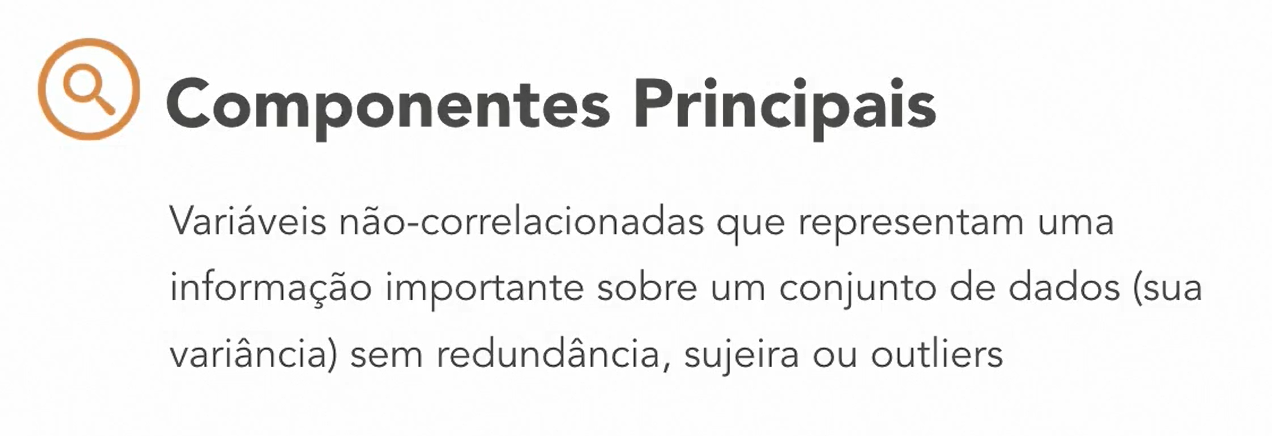 Componentes Principais
Variáveis não-correlacionadas que representam uma
informação importante sobre um conjunto de dados (sua
variância) sem redundância, sujeira ou outliers